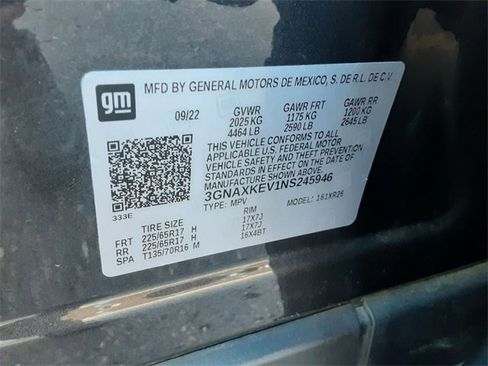 gm
MFD BY GENERAL MOTORS DE MEXICO, S. DE R.L. DE C.V.
09/22 GVWR GAWR FRT GAWR RR
2025 KG 1175 KG 1200 KG
4464 LB 2590 LB 2645 LB
THIS VEHICLE CONFORMS TO ALL
APPLICABLE U.S. FEDERAL MOTOR
VEHICLE SAFETY AND THEFT PREVENTION
STANDARDS IN EFFECT ON THE DATE OF
MANUFACTURE SHOWN ABOVE.
3GNAXKEV1NS245946
TYPE: MPV MODEL: 161XR26
333E
TIRE SIZE RIM
FRT 225/65R17 H 17X7J
RR 225/65R17 H 17X7J
SPA T135/70R16 M 16X4BT